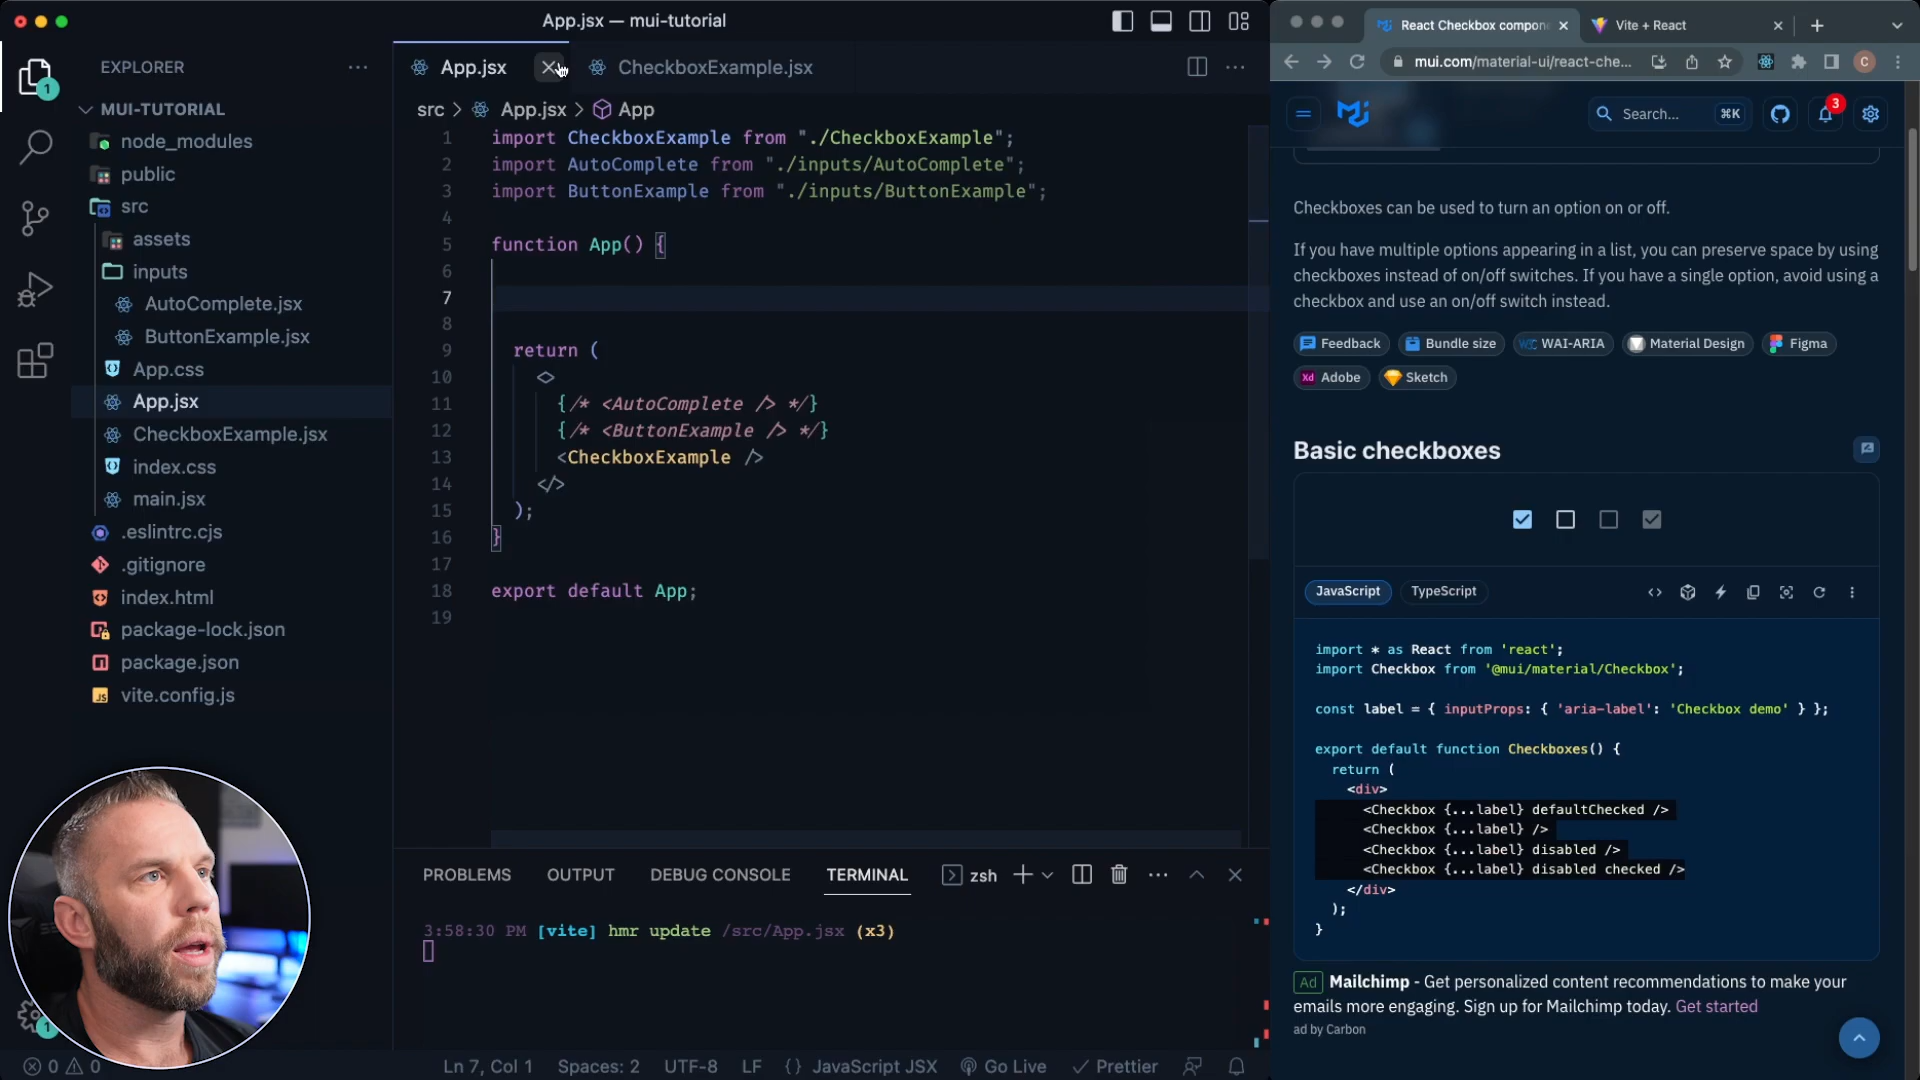 App.jsx — mui-tutorial
EXPLORER
1
MUI-TUTORIAL
node_modules
public
src
assets
inputs
AutoComplete.jsx
ButtonExample.jsx
App.css
App.jsx
CheckboxExample.jsx
index.css
main.jsx
.eslintrc.cjs
.gitignore
index.html
package-lock.json
package.json
vite.config.js
1
App.jsx
CheckboxExample.jsx
src > App.jsx > App
1 import CheckboxExample from "./CheckboxExample";
2 import AutoComplete from "./inputs/AutoComplete";
3 import ButtonExample from "./inputs/ButtonExample";
4
5 function App() {
6
7
8
9 return (
10 <>
11 {/* <AutoComplete /> */}
12 {/* <ButtonExample /> */}
13 <CheckboxExample />
14 </>
15 );
16 }
17
18 export default App;
19
PROBLEMS OUTPUT DEBUG CONSOLE TERMINAL zsh
3:58:30 PM [vite] hmr update /src/App.jsx (x3)
0 0 Ln 7, Col 1 Spaces: 2 UTF-8 LF {} JavaScript JSX Go Live Prettier
React Checkbox compon
Vite + React
mui.com/material-ui/react-che...
C
Search... ⌘K
3
Checkboxes can be used to turn an option on or off.
If you have multiple options appearing in a list, you can preserve space by using
checkboxes instead of on/off switches. If you have a single option, avoid using a
checkbox and use an on/off switch instead.
Feedback Bundle size W3C WAI-ARIA Material Design Figma
Xd Adobe Sketch
Basic checkboxes
JavaScript TypeScript
import * as React from 'react';
import Checkbox from '@mui/material/Checkbox';
const label = { inputProps: { 'aria-label': 'Checkbox demo' } };
export default function Checkboxes() {
return (
<div>
<Checkbox {...label} defaultChecked />
<Checkbox {...label} />
<Checkbox {...label} disabled />
<Checkbox {...label} disabled checked />
</div>
);
}
Ad Mailchimp - Get personalized content recommendations to make your
emails more engaging. Sign up for Mailchimp today. Get started
ad by Carbon